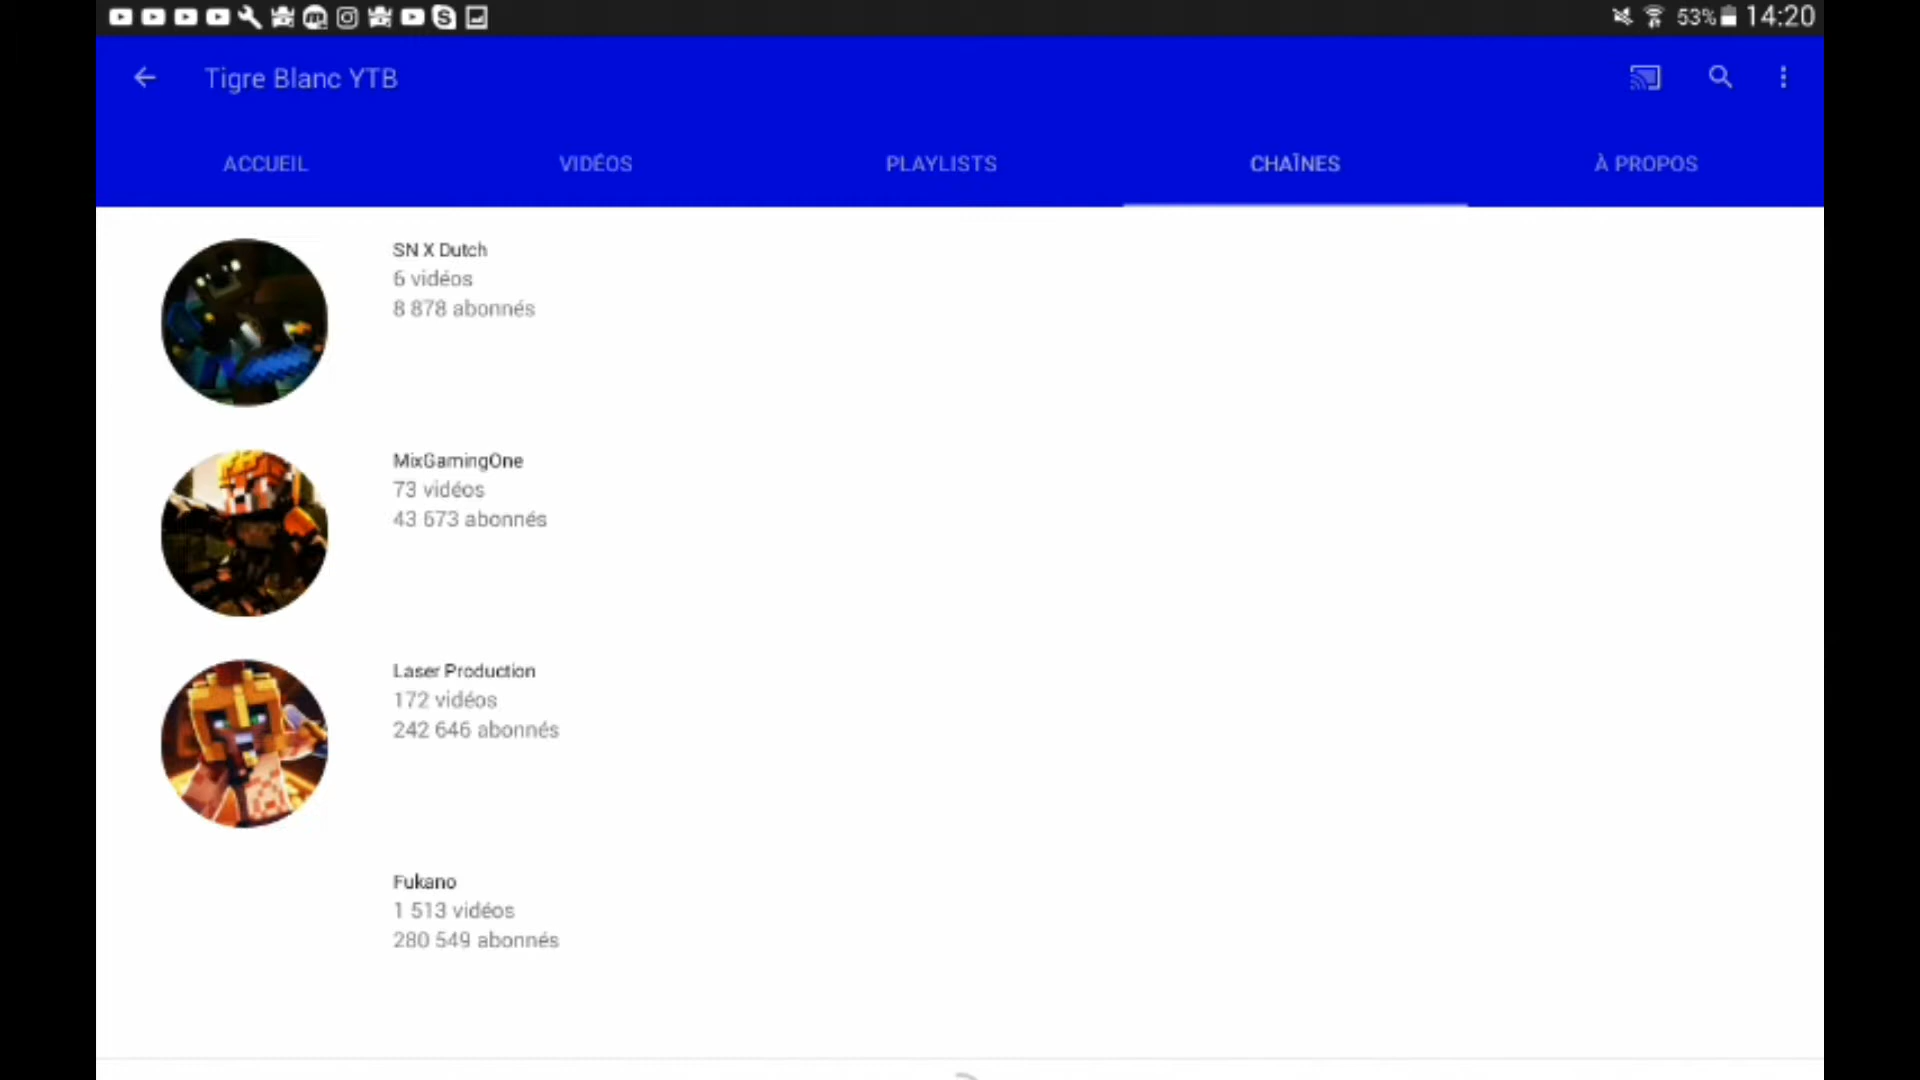 53% 14:20
Tigre Blanc YTB
ACCUEIL VIDÉOS PLAYLISTS CHAÎNES À PROPOS
SN X Dutch
6 vidéos
8 878 abonnés
MixGamingOne
73 vidéos
43 673 abonnés
Laser Production
172 vidéos
242 646 abonnés
Fukano
1 513 vidéos
280 549 abonnés